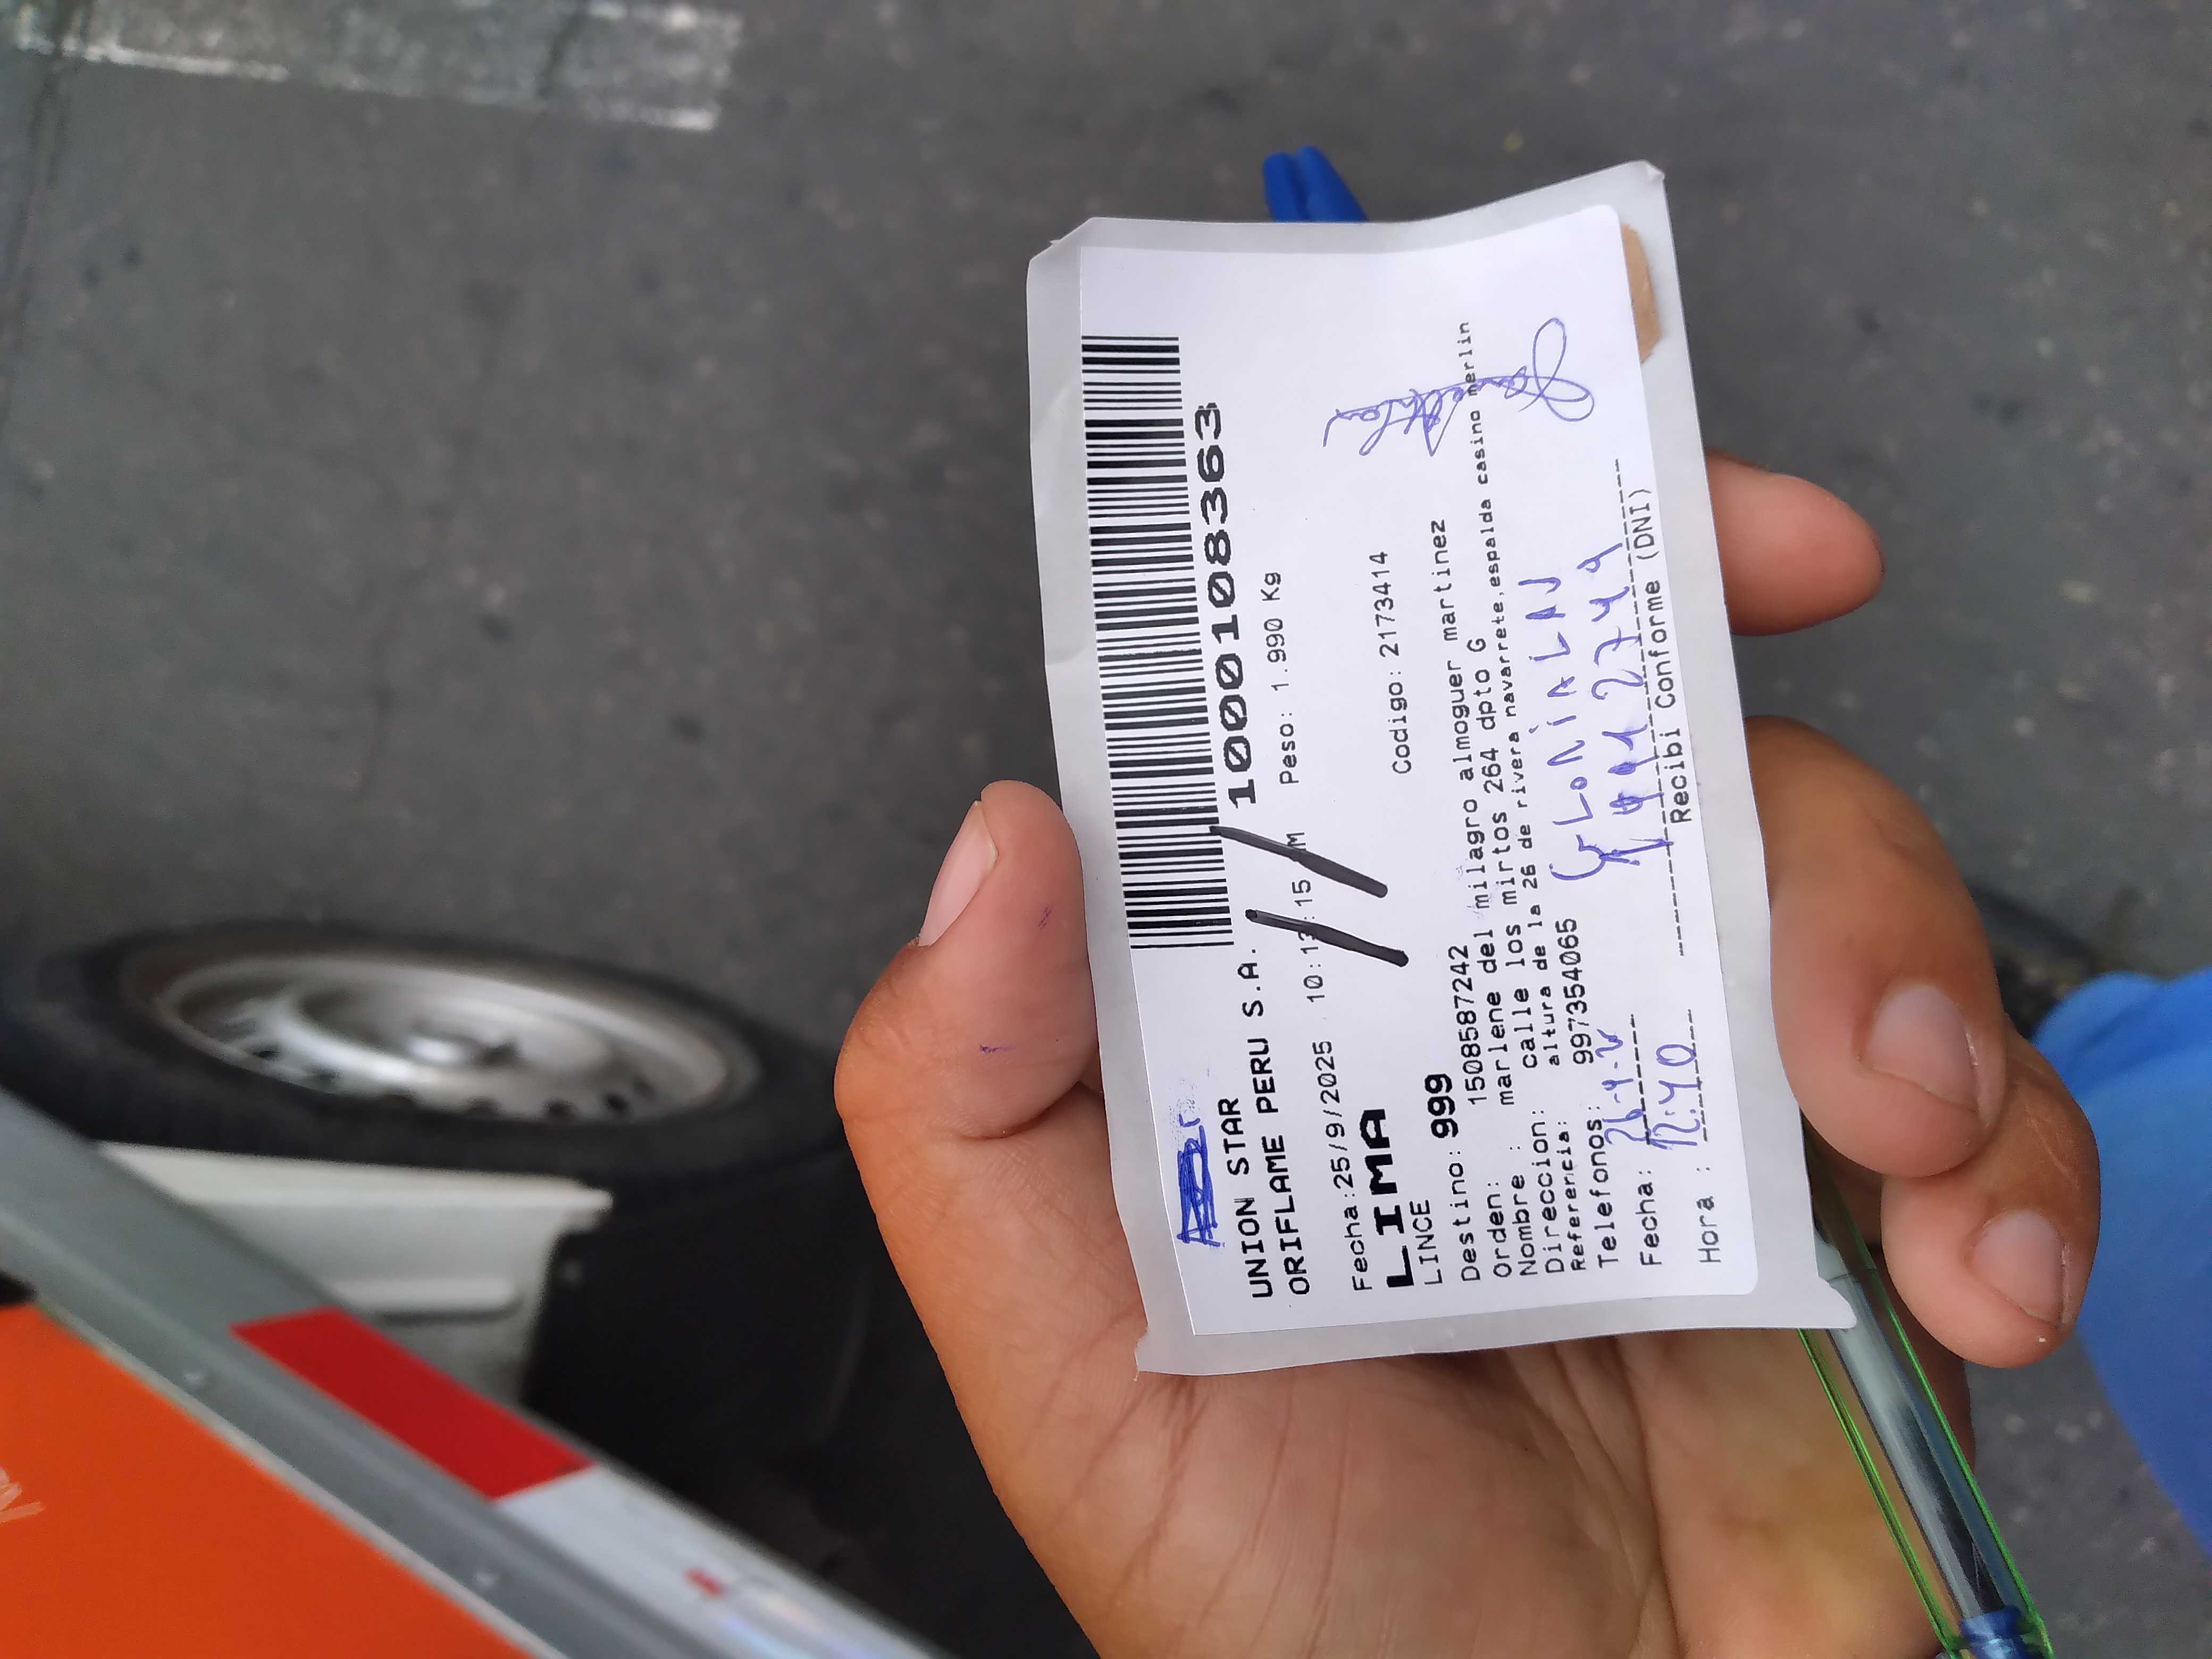 1000108363
UNION STAR
ORIFLAME PERU S.A.
Fecha:25/9/2025 10:13:15 M Peso: 1.990 Kg
LIMA
LINCE Codigo: 2173414
Destino: 999
Orden: 1508587242
Nombre : marlene del milagro almoguer martinez
Direccion: calle los mirtos 264 dpto G
Referencia: altura de la 26 de rivera navarrete,espalda casino merlin
Telefonos: 997354065
Fecha: 26-9-
Hora : 12:40
Recibi Conforme (DNI)